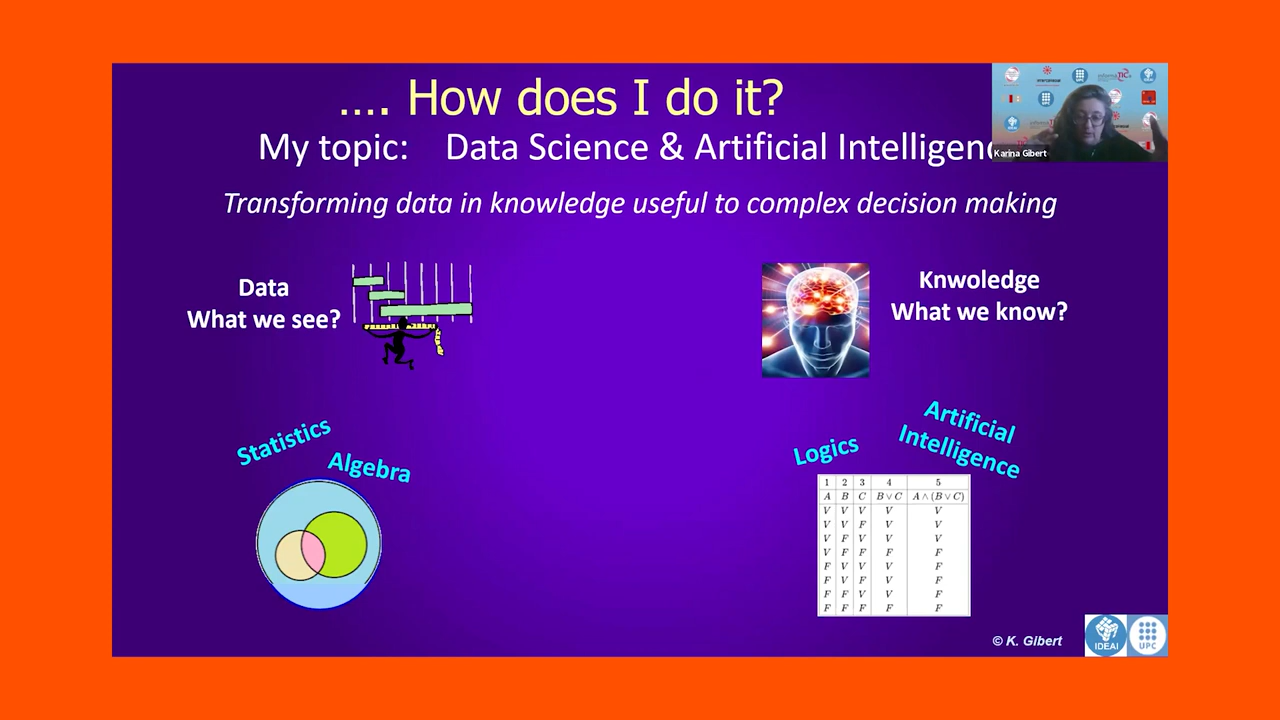 .... How does I do it?
My topic: Data Science & Artificial Intelligenc
Karina Gibert
Transforming data in knowledge useful to complex decision making
Data
What we see?
Knwoledge
What we know?
Statistics
Algebra
Logics
Artificial
Intelligence
1 2 3 4 5
A B C B∨C A∧(B∨C)
V V V V V
V V F V V
V F V V V
V F F F F
F V V V F
F V F V F
F F V V F
F F F F F
© K. Gibert
IDEAI
UPC